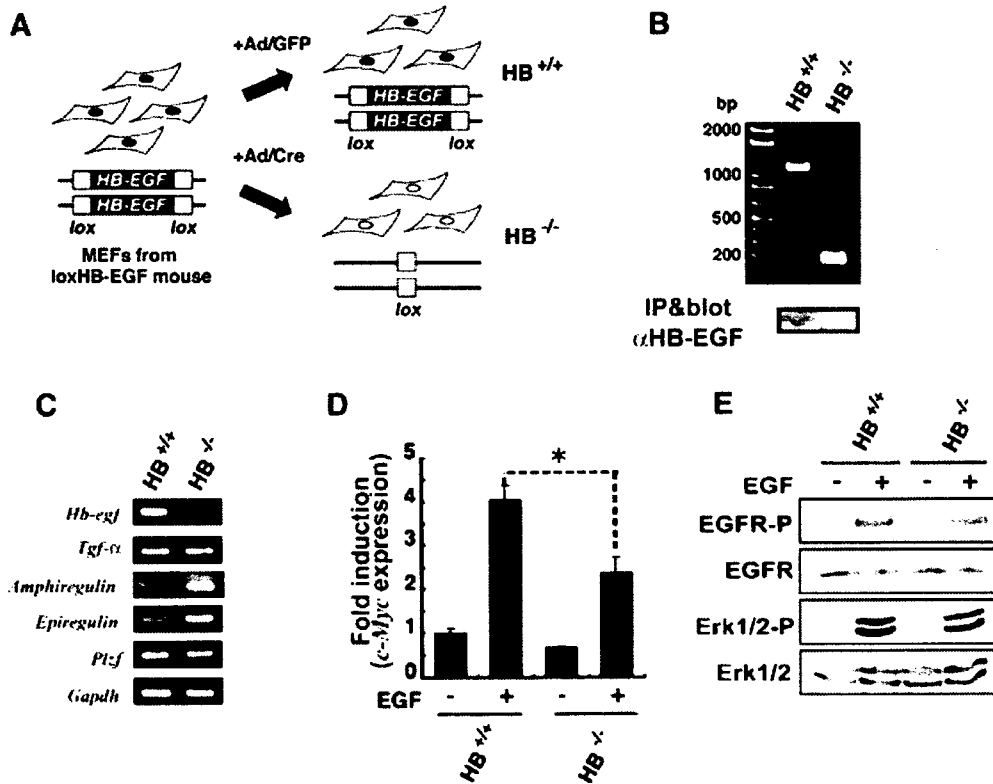 A
+Ad/GFP
HB +/+
HB-EGF
HB-EGF
lox lox
+Ad/Cre
HB-EGF
HB-EGF
lox lox
MEFs from
loxHB-EGF mouse
HB -/-
lox
B
HB +/+ HB -/-
bp
2000
1000
500
200
IP&blot
αHB-EGF
C
HB +/+ HB -/-
Hb-egf
Tgf-α
Amphiregulin
Epiregulin
Plzf
Gapdh
D
Fold induction
(c-Myc expression)
5
4
3
2
1
0
*
EGF - + - +
HB +/+ HB -/-
E
HB +/+ HB -/-
EGF - + - +
EGFR-P
EGFR
Erk1/2-P
Erk1/2